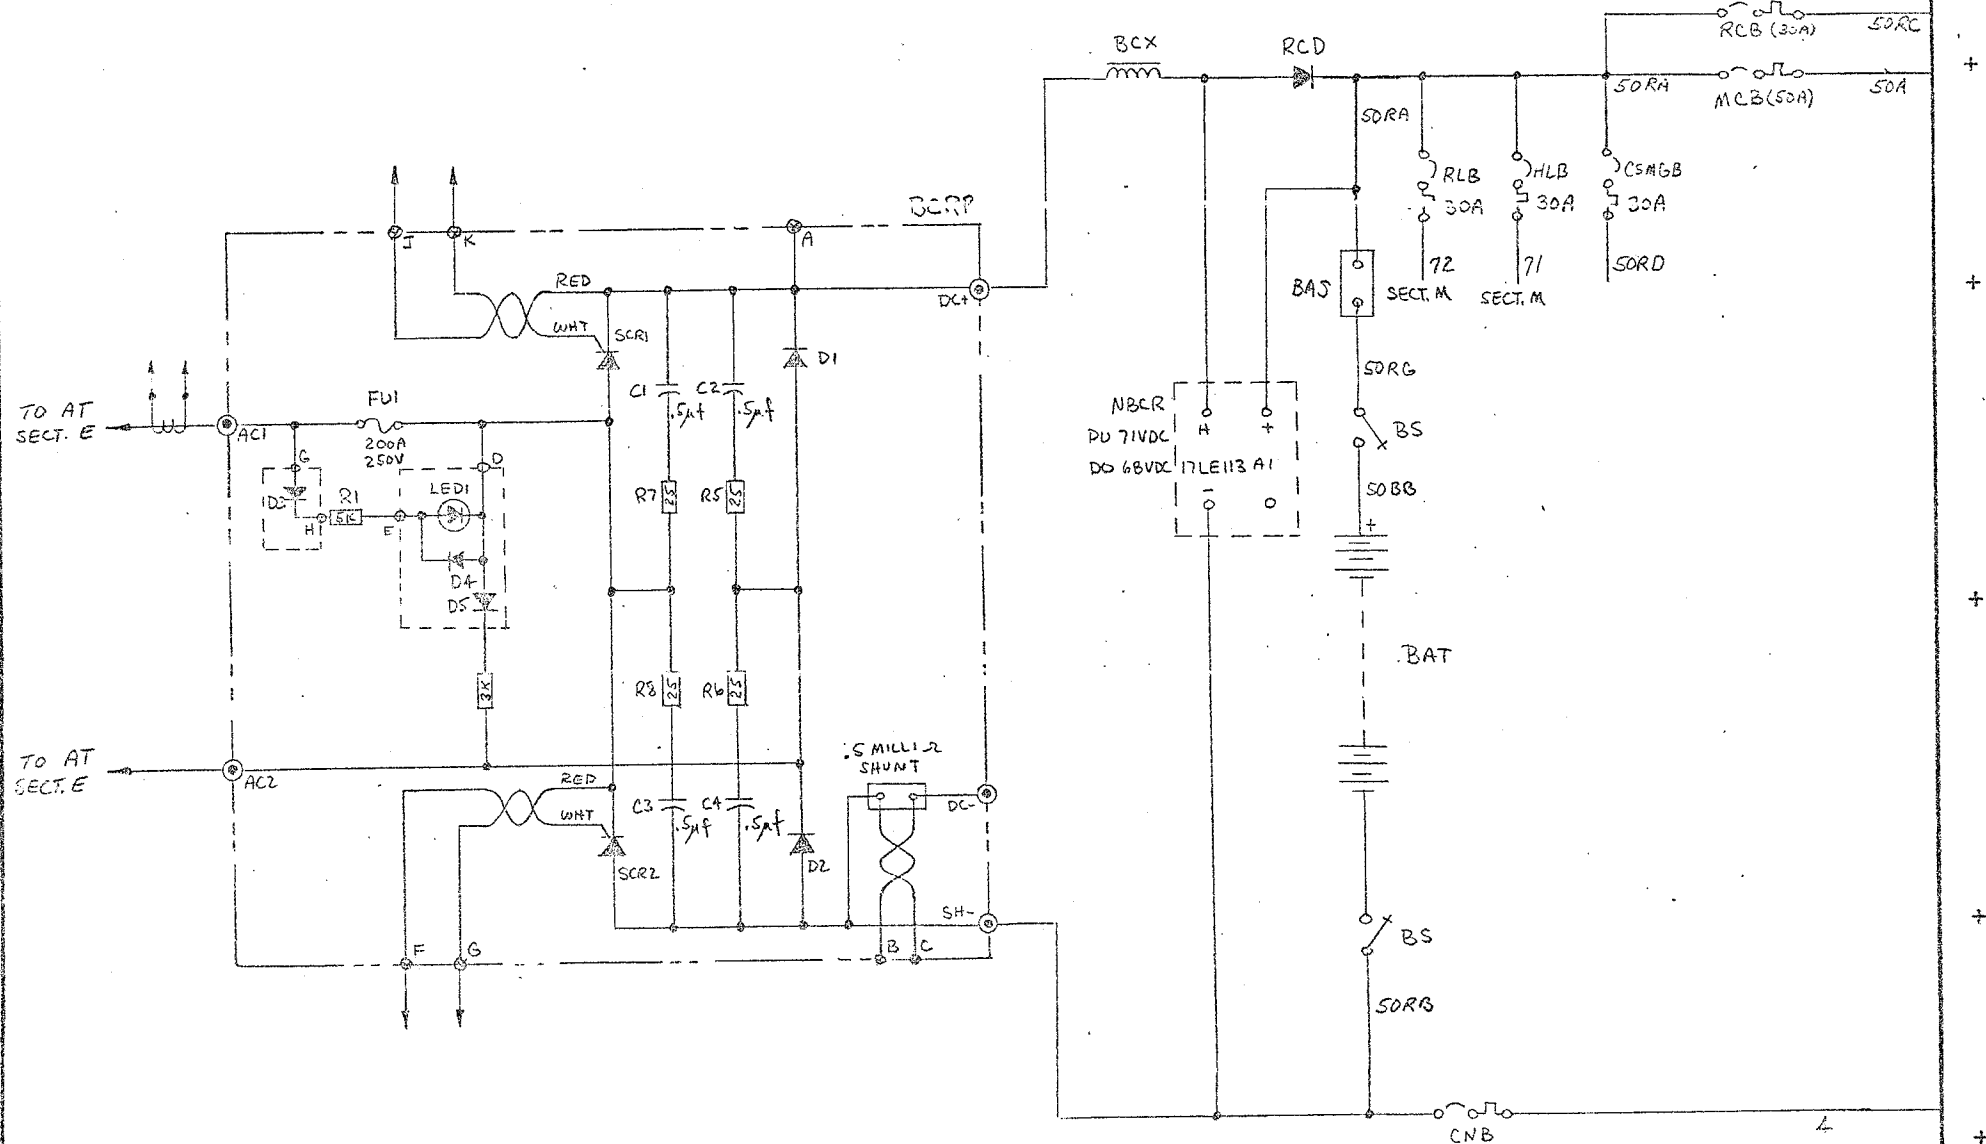 RCB (30A)
50RC
BCX
RCD
50RA
MCB(50A)
50A
50RA
RLB
30A
HLB
30A
CSMGB
30A
BCRP
J
K
A
72
SECT. M
71
SECT. M
50RD
RED
DC+
BAS
WHT
SCR1
D1
50RG
C1
.5µf
C2
.5µf
FU1
TO AT
SECT. E
AC1
200A
250V
NBCR
PU 71VDC
DO 68VDC
17LE113 A1
+
-
BS
G
D
LED1
R1
5K
H
E
R7
25
R5
25
50BB
+
D4
D5
BAT
3K
R8
25
R6
25
TO AT
SECT. E
AC2
.5 MILLI Ω
SHUNT
RED
WHT
C3
.5µf
C4
.5µf
DC-
D2
SCR2
SH-
BS
F
G
B
C
50RB
CNB
4